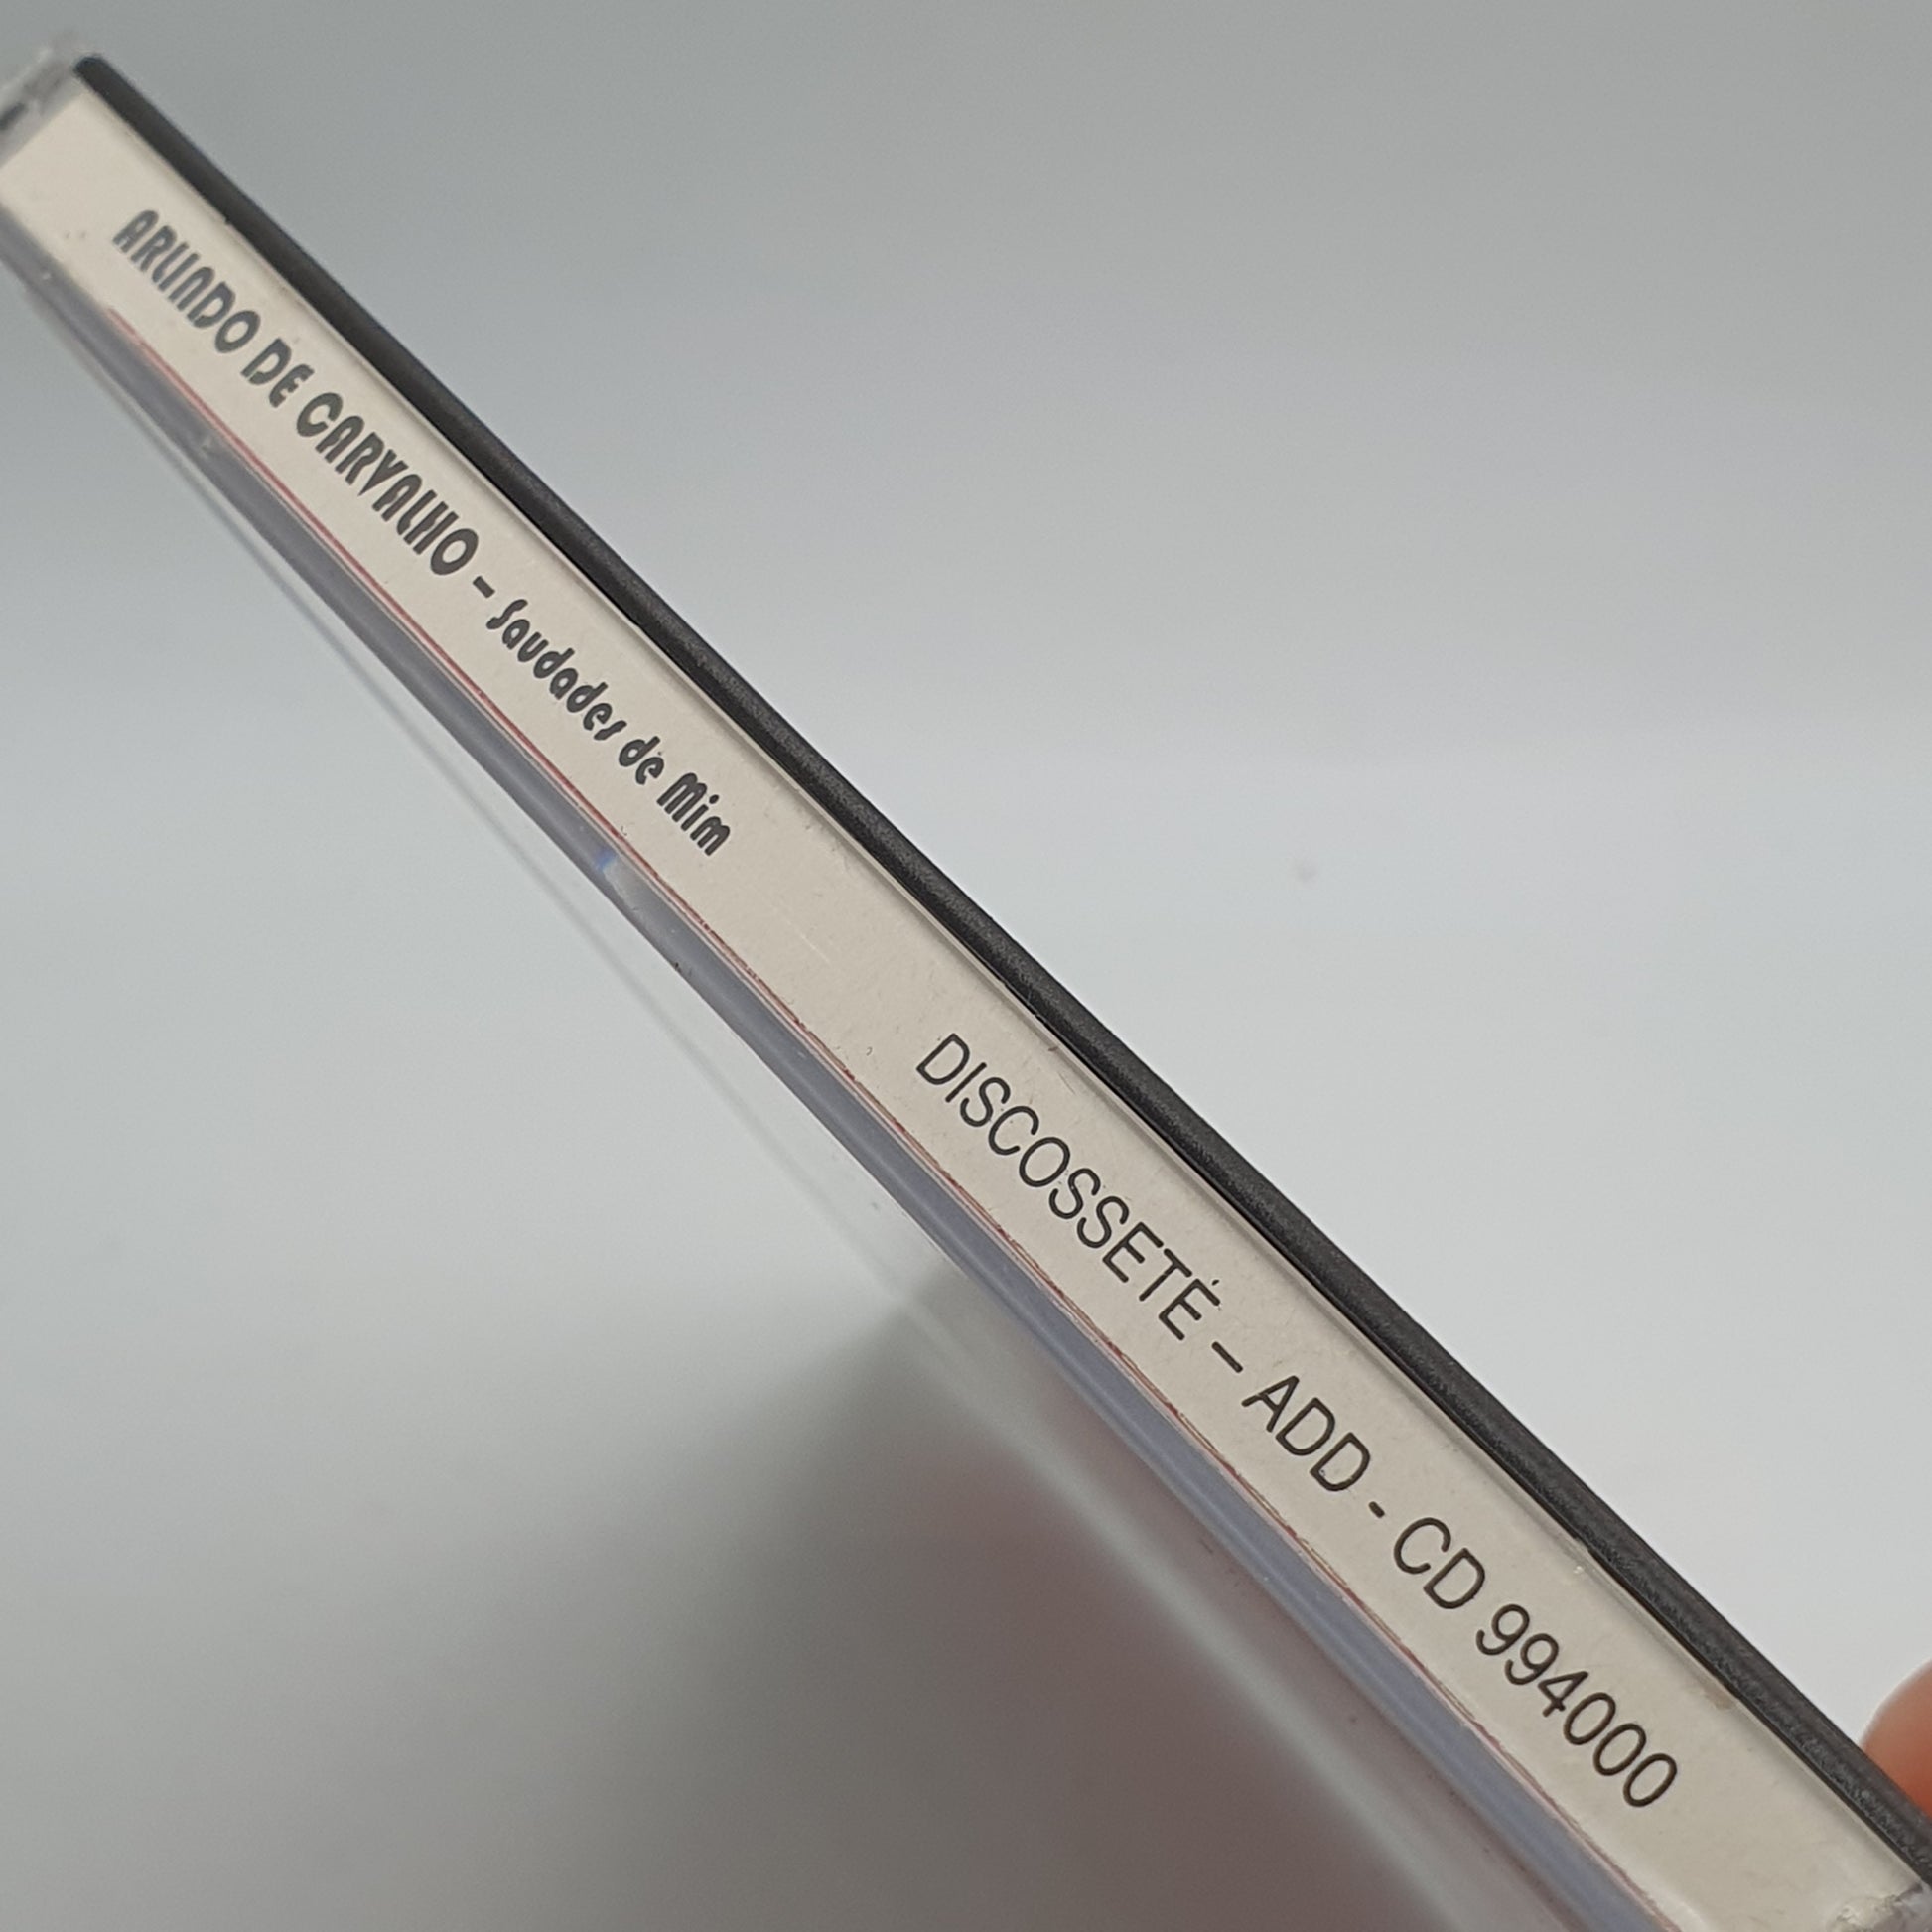 ARLINDO DE CARVALHO – Saudades de Mim DISCOSSETÉ – ADD - CD 994000